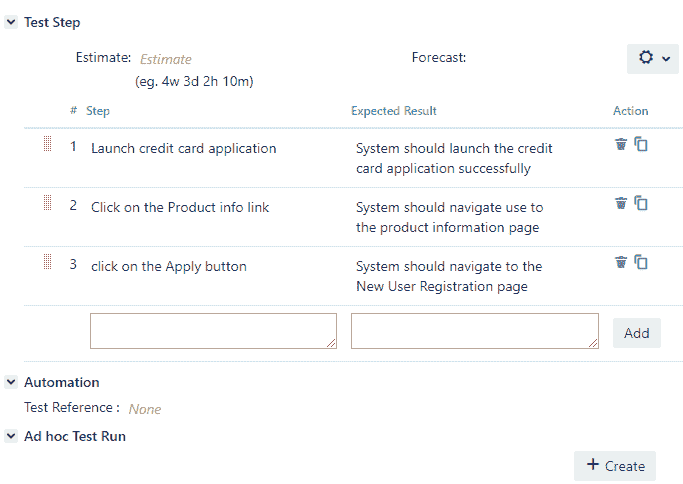 Test Step
Estimate: Estimate Forecast:
(eg. 4w 3d 2h 10m)
# Step Expected Result Action
1 Launch credit card application System should launch the credit
card application successfully
2 Click on the Product info link System should navigate use to
the product information page
3 click on the Apply button System should navigate to the
New User Registration page
Add
Automation
Test Reference : None
Ad hoc Test Run
+ Create